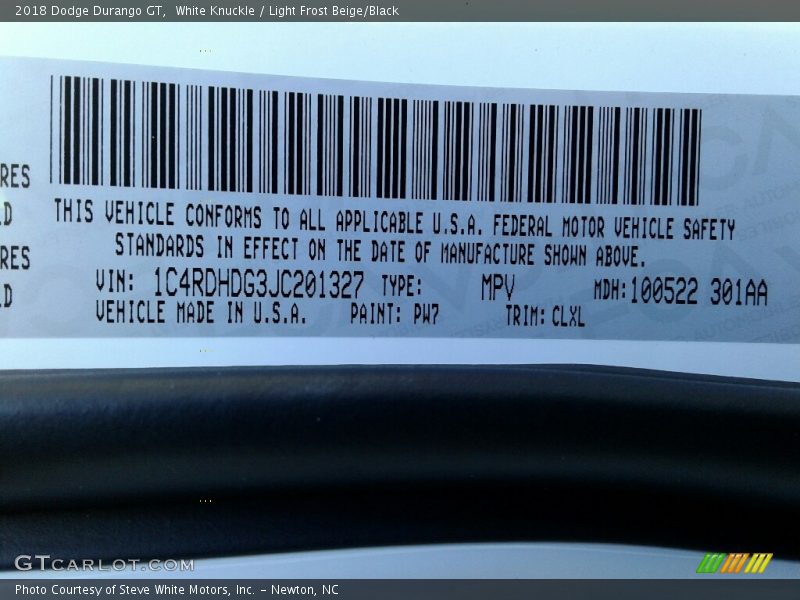 2018 Dodge Durango GT,  White Knuckle / Light Frost Beige/Black
RES
D
RES
D
THIS VEHICLE CONFORMS TO ALL APPLICABLE U.S.A. FEDERAL MOTOR VEHICLE SAFETY
STANDARDS IN EFFECT ON THE DATE OF MANUFACTURE SHOWN ABOVE.
VIN: 1C4RDHDG3JC201327 TYPE: MPV MDH:100522 301AA
VEHICLE MADE IN U.S.A. PAINT: PW7 TRIM: CLXL
GTCARLOT.COM
Photo Courtesy of Steve White Motors, Inc. – Newton, NC